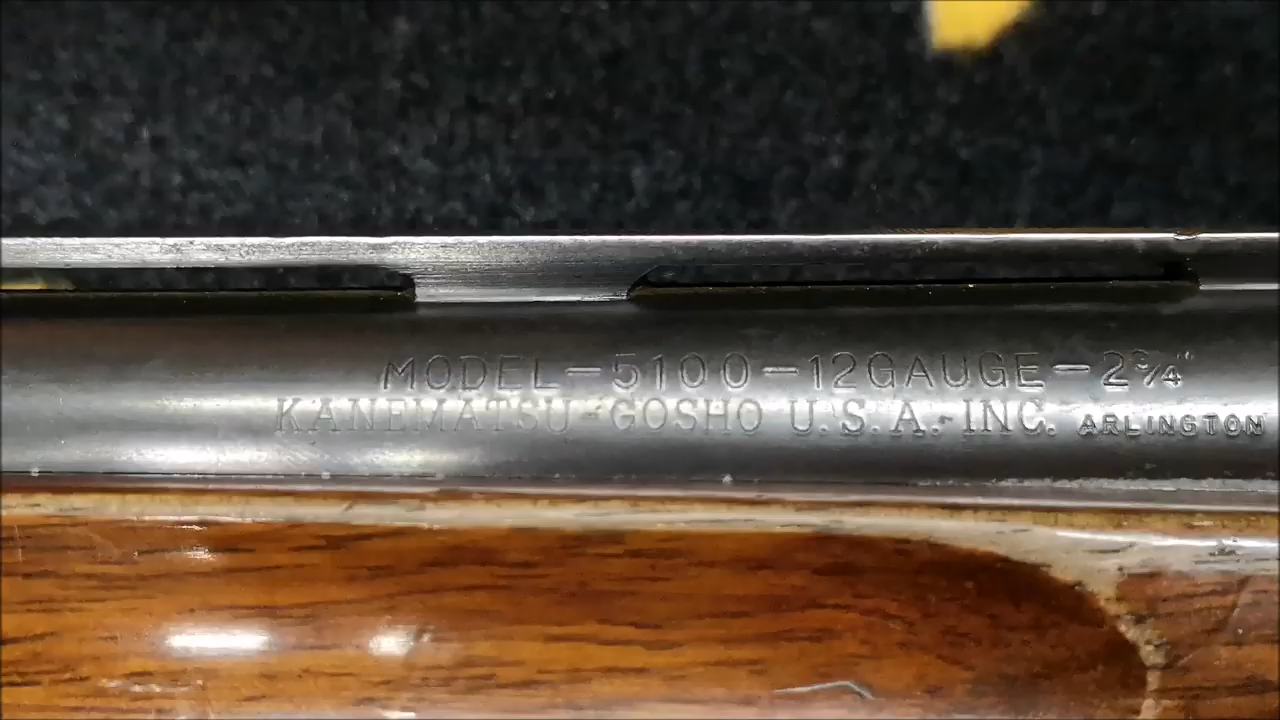 MODEL-5100-12GAUGE-2¾"
KANEMATSU-GOSHO U.S.A.-INC. ARLINGTON